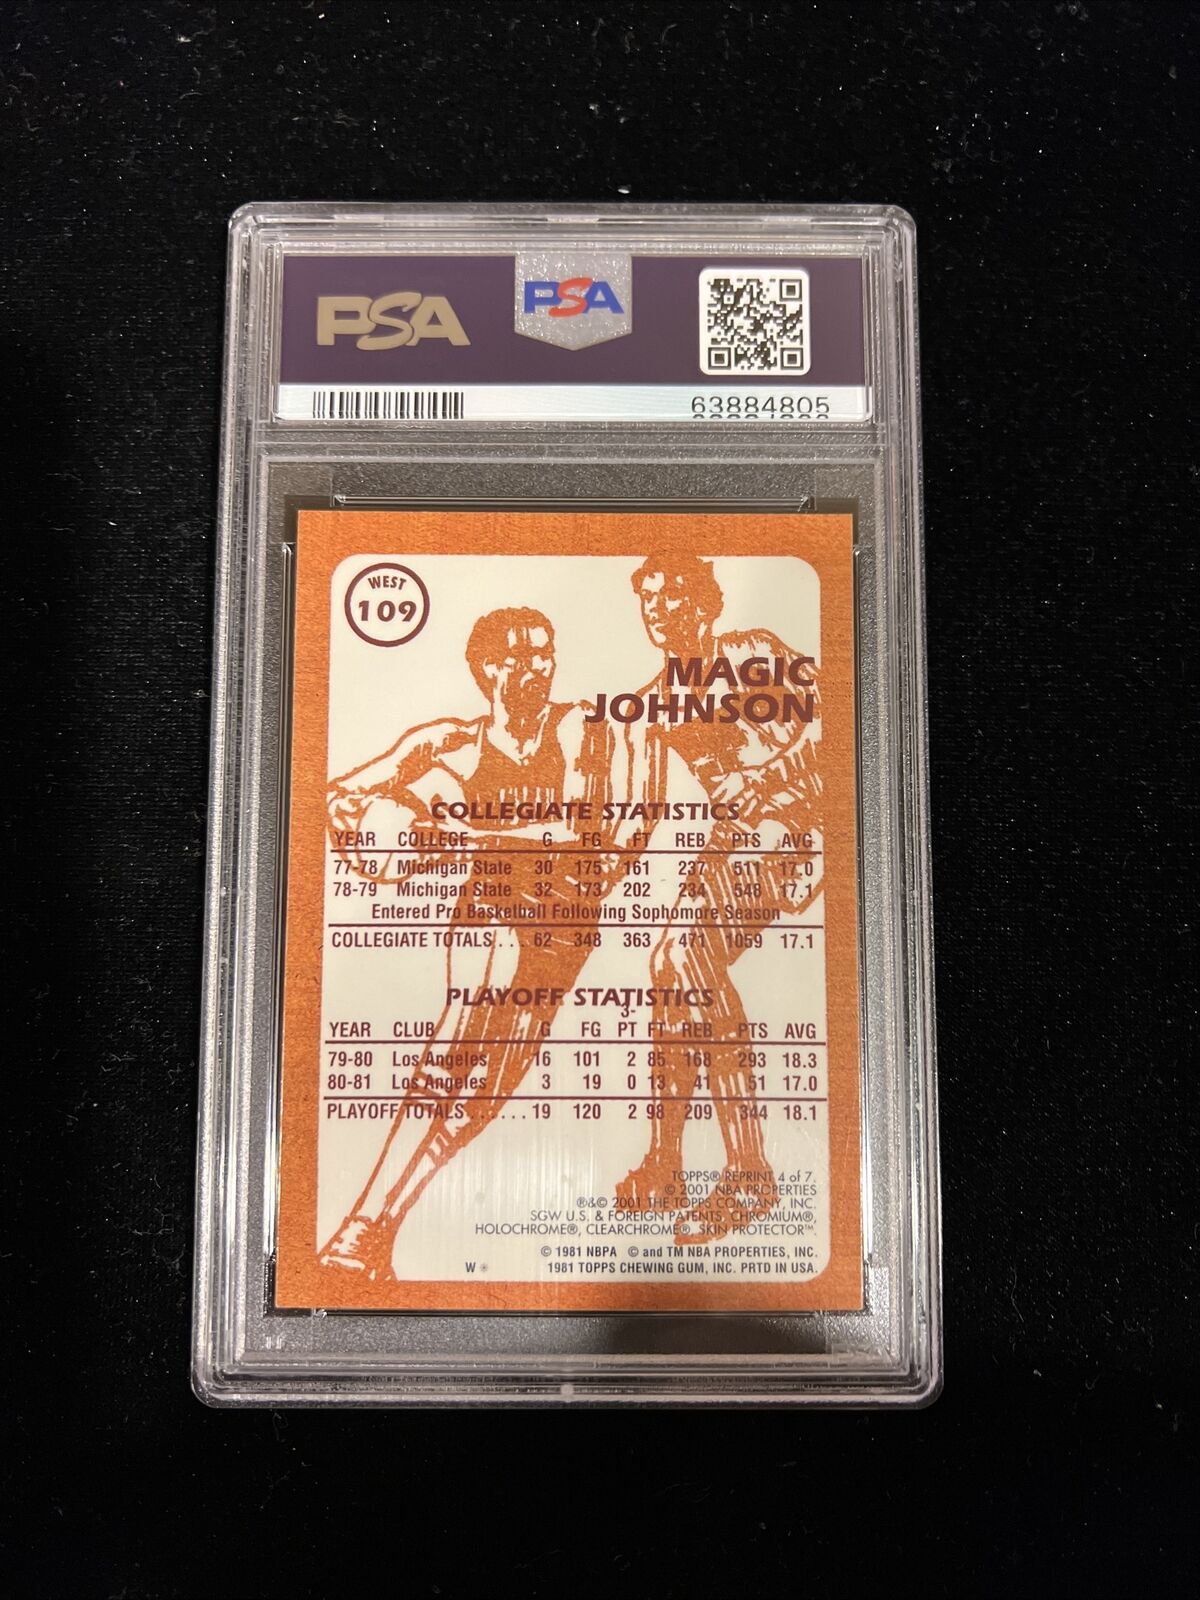 PSA
PSA
63884805
WEST
109
MAGIC
JOHNSON
COLLEGIATE STATISTICS
YEAR COLLEGE G FG FT REB PTS AVG
77-78 Michigan State 30 175 161 237 511 17.0
78-79 Michigan State 32 173 202 234 548 17.1
Entered Pro Basketball Following Sophomore Season
COLLEGIATE TOTALS... 62 348 363 471 1059 17.1
PLAYOFF STATISTICS
3-
YEAR CLUB G FG PT FT REB PTS AVG
79-80 Los Angeles 16 101 2 85 168 293 18.3
80-81 Los Angeles 3 19 0 13 41 51 17.0
PLAYOFF TOTALS...... 19 120 2 98 209 344 18.1
TOPPS® REPRINT 4 of 7.
© 2001 NBA PROPERTIES
®&© 2001 THE TOPPS COMPANY, INC.
SGW U.S. & FOREIGN PATENTS, CHROMIUM®,
HOLOCHROME®, CLEARCHROME®, SKIN PROTECTOR™.
© 1981 NBPA © and TM NBA PROPERTIES, INC.
W * 1981 TOPPS CHEWING GUM, INC. PRTD IN USA.